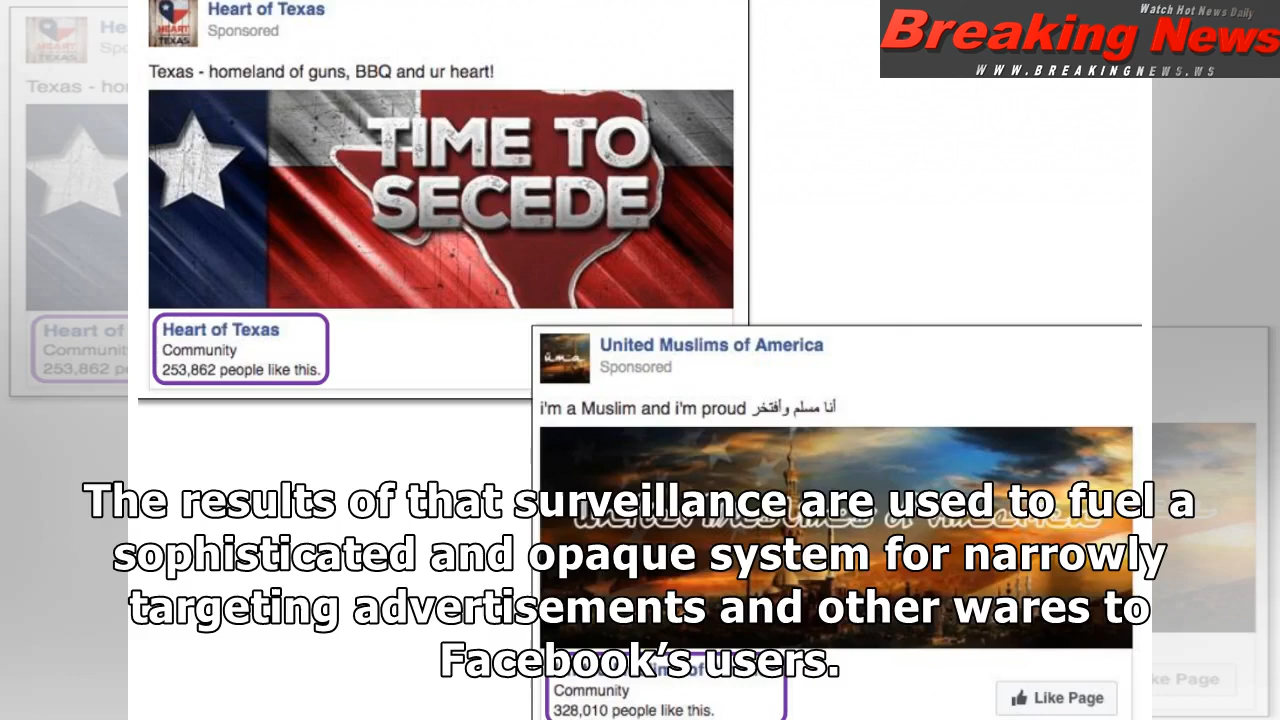 Heart of Texas
Sponsored
Texas - homeland of guns, BBQ and ur heart!
TIME TO
SECEDE
Heart of Texas
Community
253,862 people like this.
Watch Hot News Daily
Breaking News
WWW.BREAKINGNEWS.WS
United Muslims of America
Sponsored
i'm a Muslim and i'm proud أنا مسلم وأفتخر
The results of that surveillance are used to fuel a
sophisticated and opaque system for narrowly
targeting advertisements and other wares to
Facebook’s users.
Community
328,010 people like this.
Like Page